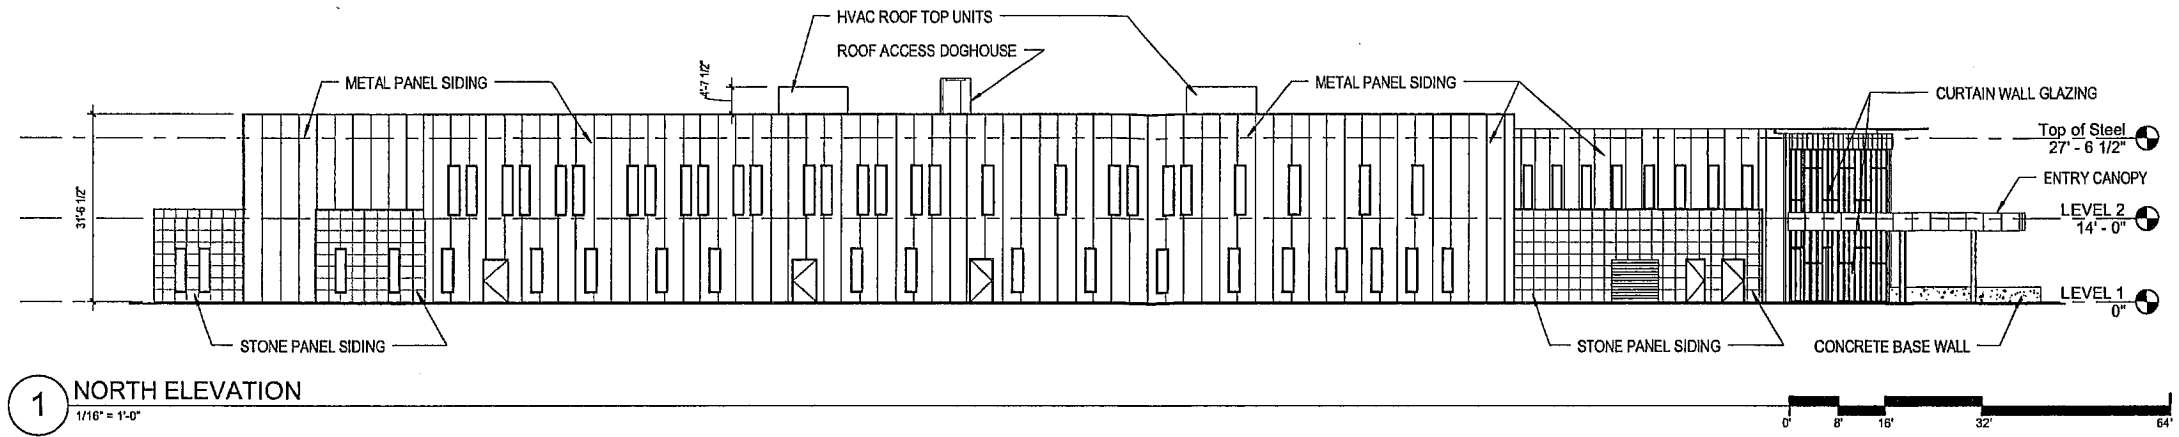 HVAC ROOF TOP UNITS
ROOF ACCESS DOGHOUSE
4'-7 1/2"
METAL PANEL SIDING
METAL PANEL SIDING
CURTAIN WALL GLAZING
Top of Steel
27' - 6 1/2"
ENTRY CANOPY
31'-6 1/2"
LEVEL 2
14' - 0"
LEVEL 1
0"
STONE PANEL SIDING
STONE PANEL SIDING
CONCRETE BASE WALL
1
NORTH ELEVATION
1/16" = 1'-0"
0' 8' 16' 32' 64'